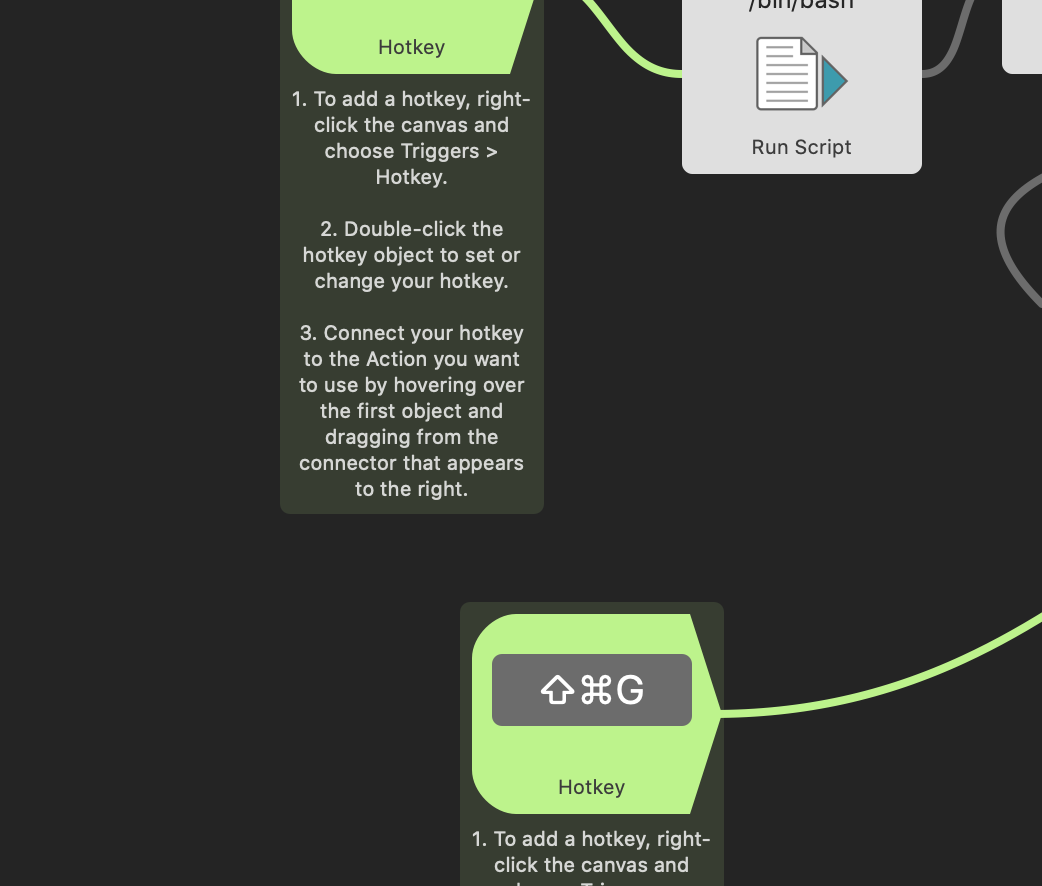 /bin/bash
Hotkey
Run Script
1. To add a hotkey, right-
click the canvas and
choose Triggers >
Hotkey.
2. Double-click the
hotkey object to set or
change your hotkey.
3. Connect your hotkey
to the Action you want
to use by hovering over
the first object and
dragging from the
connector that appears
to the right.
⇧⌘G
Hotkey
1. To add a hotkey, right-
click the canvas and